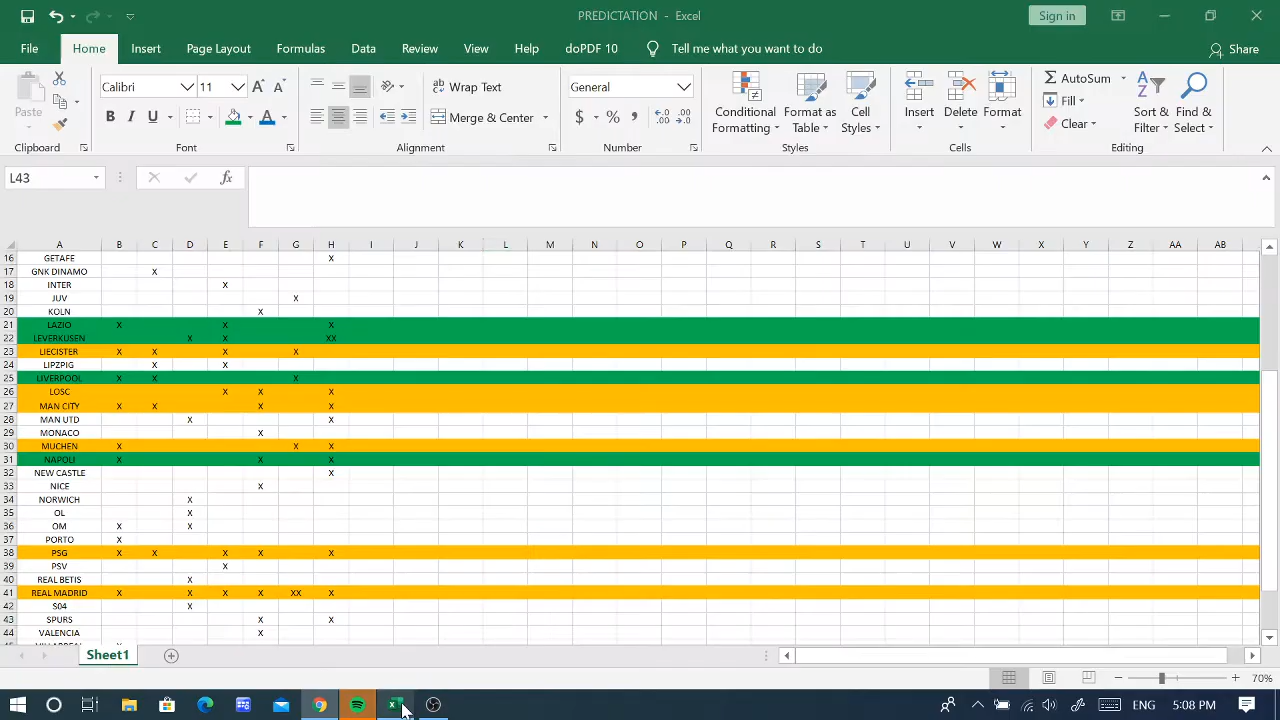 PREDICTATION - Excel
Sign in
File Home Insert Page Layout Formulas Data Review View Help doPDF 10 Tell me what you want to do Share
Paste
Calibri 11 A A
B I U A
Wrap Text
Merge & Center
General
$ % ,
Conditional Formatting
Format as Table
Cell Styles
Insert Delete Format
AutoSum
Fill
Clear
Sort & Filter
Find & Select
Clipboard Font Alignment Number Styles Cells Editing
L43 fx
A B C D E F G H I J K L M N O P Q R S T U V W X Y Z AA AB
16 GETAFE X
17 GNK DINAMO X
18 INTER X
19 JUV X
20 KOLN X
21 LAZIO X X X
22 LEVERKUSEN X X XX
23 LIECISTER X X X X
24 LIPZPIG X X
25 LIVERPOOL X X X
26 LOSC X X X
27 MAN CITY X X X X
28 MAN UTD X X
29 MONACO X
30 MUCHEN X X X
31 NAPOLI X X X
32 NEW CASTLE X
33 NICE X
34 NORWICH X
35 OL X
36 OM X X
37 PORTO X
38 PSG X X X X X
39 PSV X
40 REAL BETIS X
41 REAL MADRID X X X X XX X
42 S04 X
43 SPURS X X
44 VALENCIA X
Sheet1
70%
ENG 5:08 PM